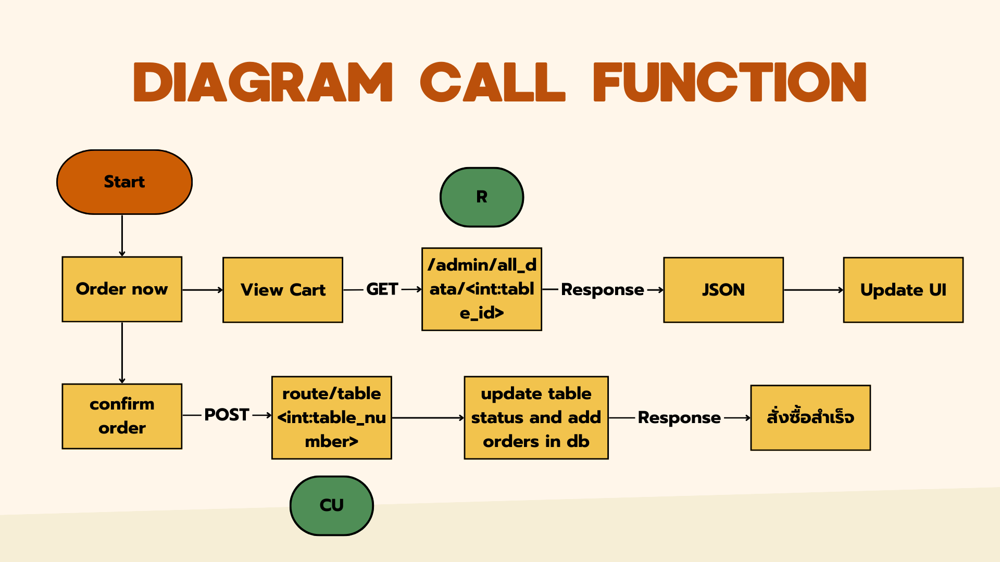 DIAGRAM CALL FUNCTION
Start
R
Order now
View Cart
GET
/admin/all_d
ata/<int:tabl
e_id>
Response
JSON
Update UI
confirm
order
POST
route/table
<int:table_nu
mber>
update table
status and add
orders in db
Response
สั่งซื้อสำเร็จ
CU